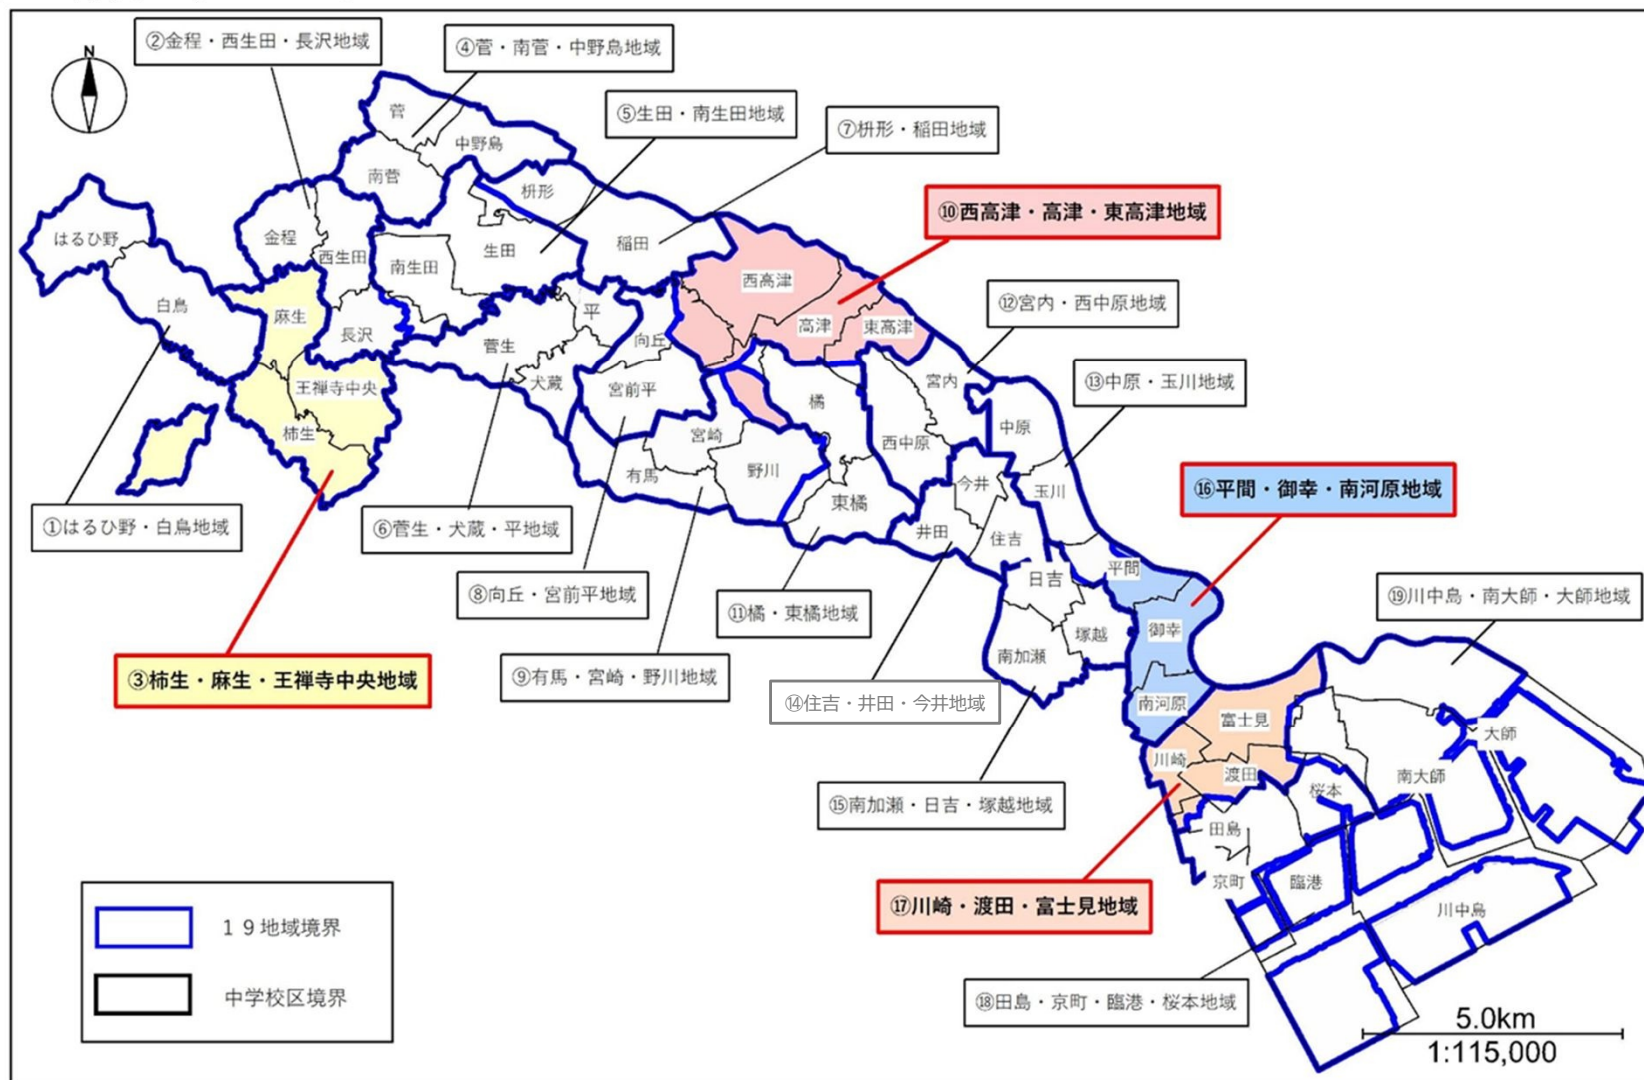 N
②金程・西生田・長沢地域
④菅・南菅・中野島地域
⑤生田・南生田地域
⑦枡形・稲田地域
⑩西高津・高津・東高津地域
⑫宮内・西中原地域
⑬中原・玉川地域
⑯平間・御幸・南河原地域
⑲川中島・南大師・大師地域
①はるひ野・白鳥地域
⑥菅生・犬蔵・平地域
⑧向丘・宮前平地域
⑪橘・東橘地域
③柿生・麻生・王禅寺中央地域
⑨有馬・宮崎・野川地域
⑭住吉・井田・今井地域
⑮南加瀬・日吉・塚越地域
⑰川崎・渡田・富士見地域
⑱田島・京町・臨港・桜本地域
菅
中野島
南菅
枡形
はるひ野
金程
西生田
南生田
生田
稲田
白鳥
麻生
長沢
菅生
平
向丘
西高津
高津
東高津
王禅寺中央
柿生
犬蔵
宮前平
宮崎
有馬
野川
橘
東橘
宮内
西中原
中原
今井
玉川
井田
住吉
日吉
平間
塚越
御幸
南加瀬
南河原
富士見
川崎
渡田
大師
南大師
桜本
田島
京町
臨港
川中島
１９地域境界
中学校区境界
5.0km
1:115,000